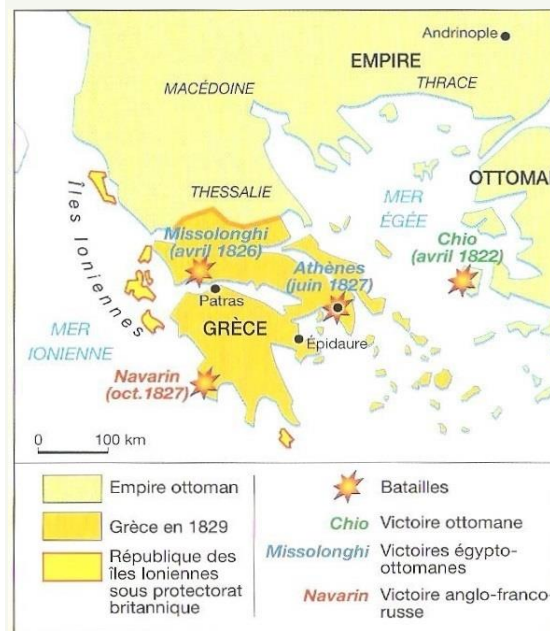 Andrinople
EMPIRE
MACÉDOINE
THRACE
THESSALIE
MER
ÉGÉE
OTTOMAN
Îles Ioniennes
Missolonghi
(avril 1826)
Chio
(avril 1822)
Athènes
(juin 1827)
Patras
GRÈCE
Épidaure
MER
IONIENNE
Navarin
(oct.1827)
0 100 km
Empire ottoman
Grèce en 1829
République des
îles Ioniennes
sous protectorat
britannique
Batailles
Chio Victoire ottomane
Missolonghi Victoires égypto-
ottomanes
Navarin Victoire anglo-franco-
russe